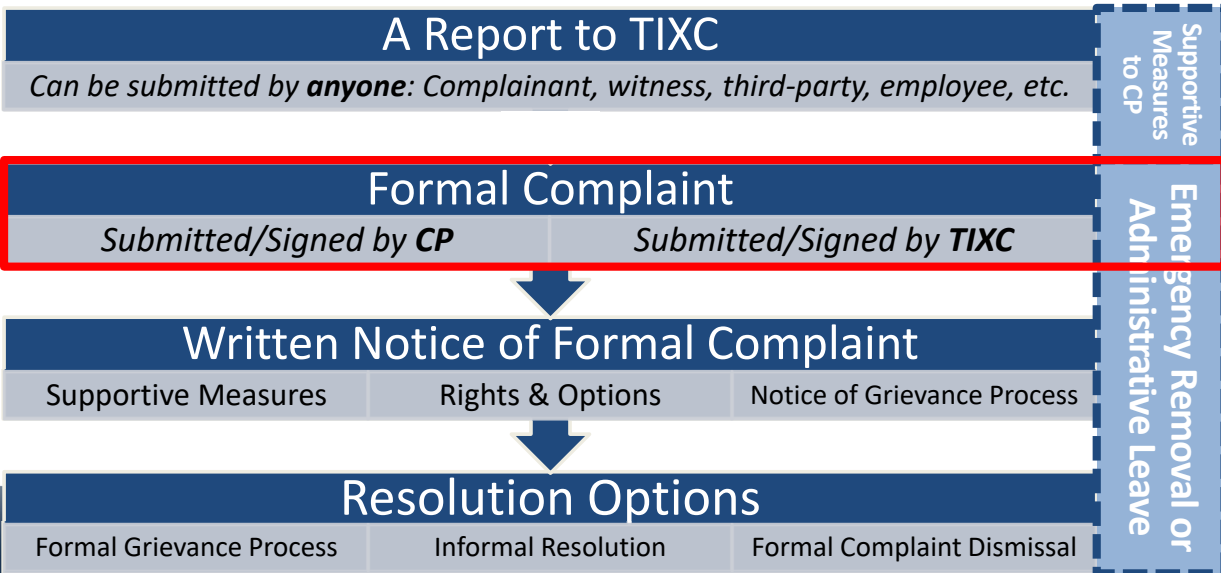 A Report to TIXC
Can be submitted by anyone: Complainant, witness, third-party, employee, etc.
Supportive
Measures
to CP
Formal Complaint
Submitted/Signed by CP
Submitted/Signed by TIXC
Emergency Removal or
Administrative Leave
Written Notice of Formal Complaint
Supportive Measures
Rights & Options
Notice of Grievance Process
Resolution Options
Formal Grievance Process
Informal Resolution
Formal Complaint Dismissal